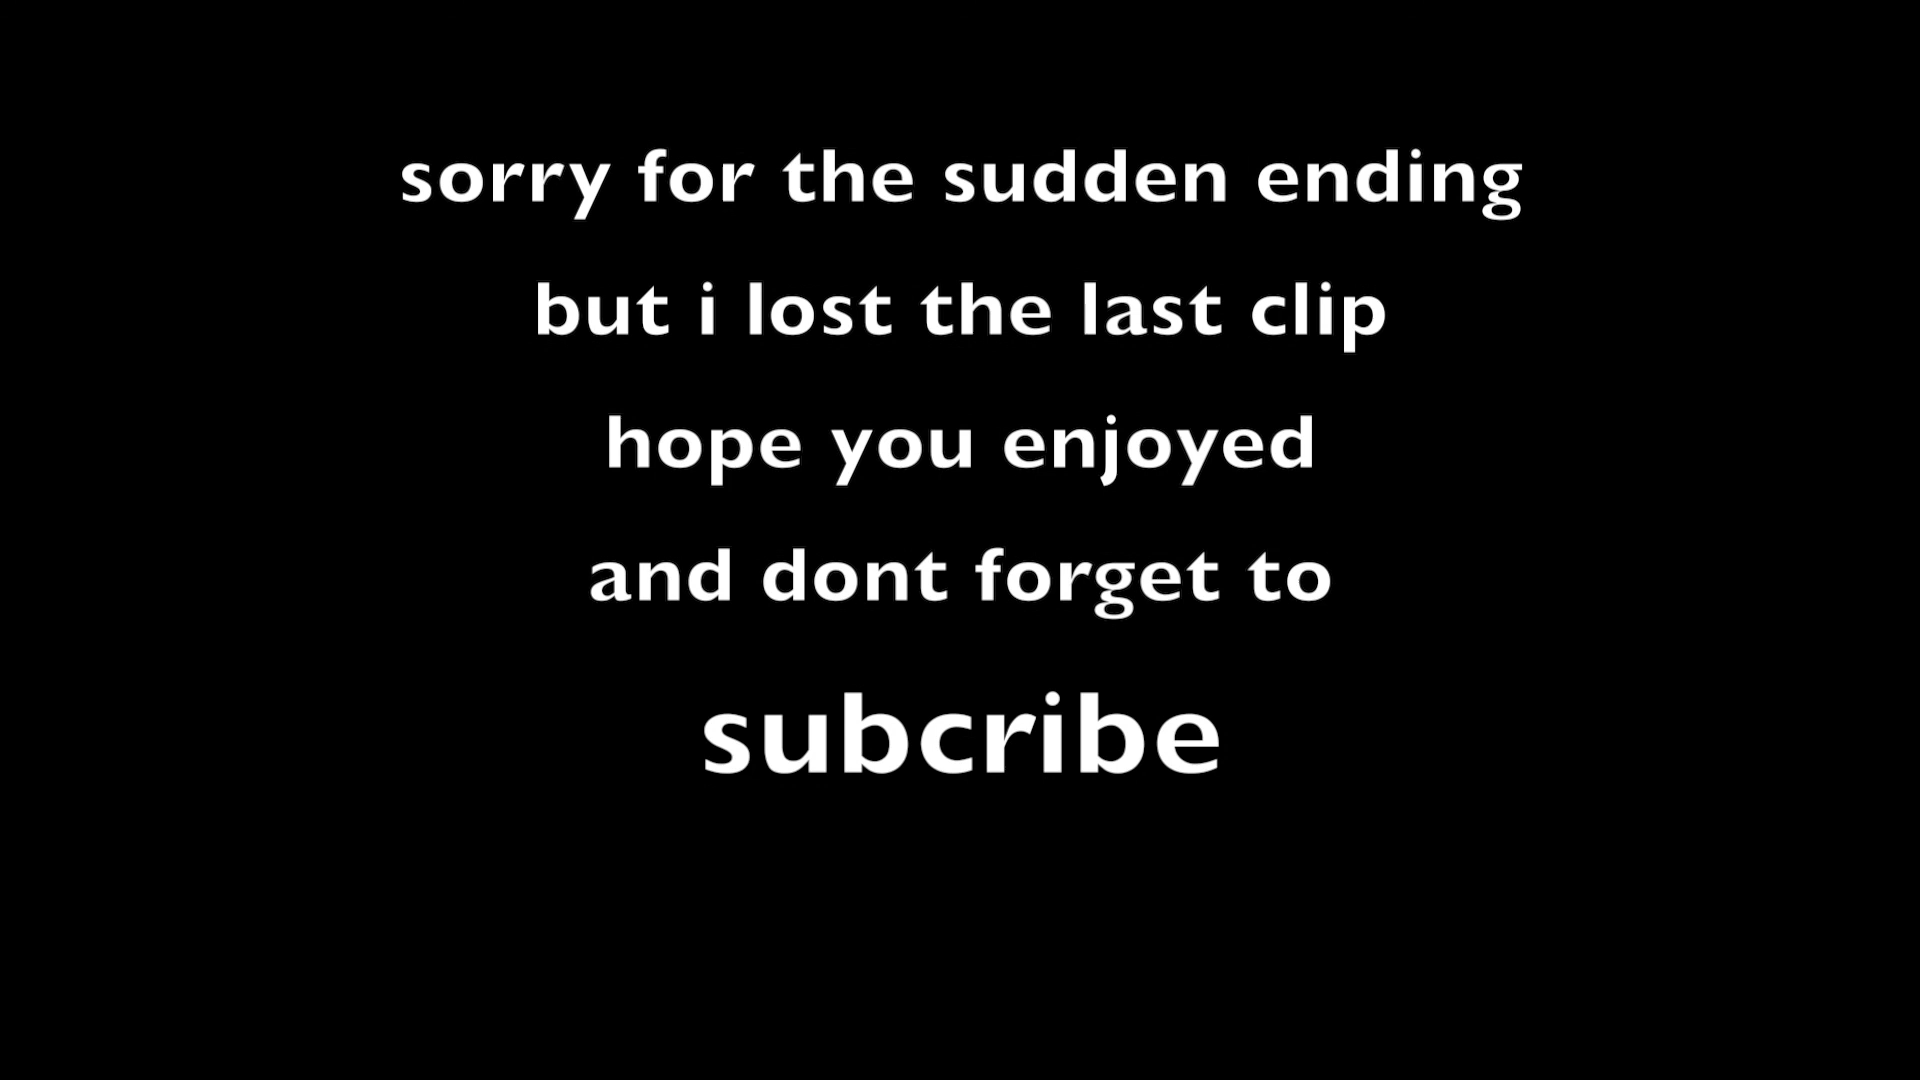 sorry for the sudden ending
but i lost the last clip
hope you enjoyed
and dont forget to
subcribe